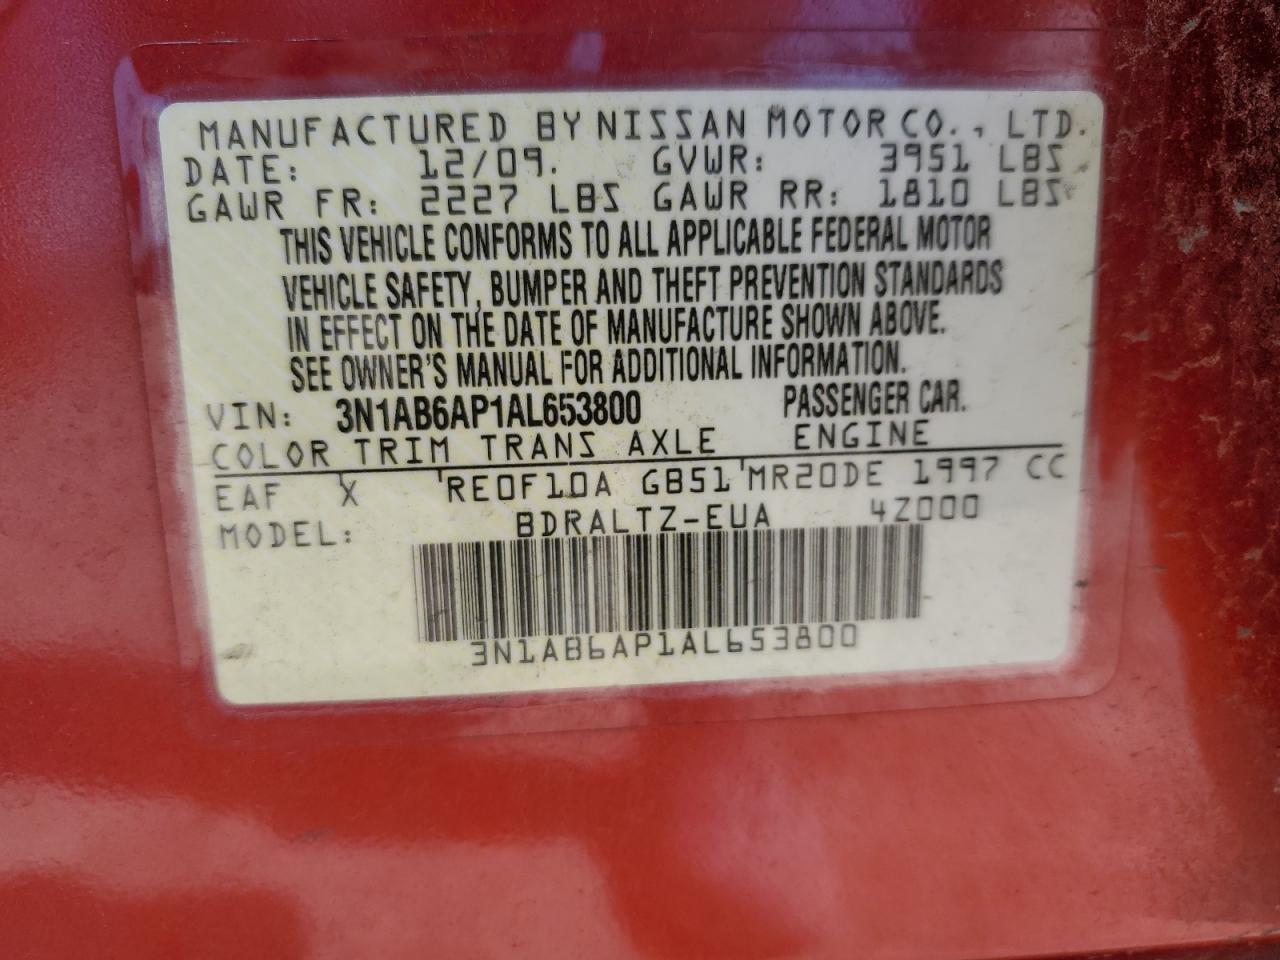 MANUFACTURED BY NISSAN MOTOR CO., LTD.
DATE: 12/09. GVWR: 3951 LBS
GAWR FR: 2227 LBS GAWR RR: 1810 LBS
THIS VEHICLE CONFORMS TO ALL APPLICABLE FEDERAL MOTOR
VEHICLE SAFETY, BUMPER AND THEFT PREVENTION STANDARDS
IN EFFECT ON THE DATE OF MANUFACTURE SHOWN ABOVE.
SEE OWNER'S MANUAL FOR ADDITIONAL INFORMATION.
VIN: 3N1AB6AP1AL653800 PASSENGER CAR.
COLOR TRIM TRANS AXLE ENGINE
EAF X RE0F10A GB51 MR20DE 1997 CC
MODEL: BDRALTZ-EUA 4Z000
3N1AB6AP1AL653800